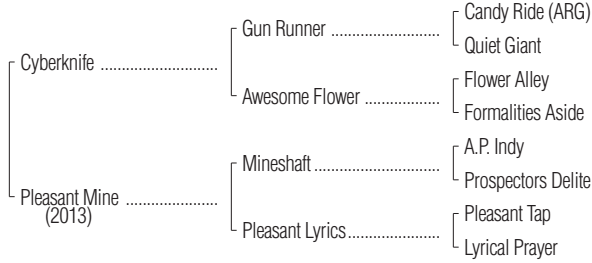 Candy Ride (ARG)
Gun Runner ........................
Quiet Giant
Cyberknife ..........................
Flower Alley
Awesome Flower .................
Formalities Aside
A.P. Indy
Mineshaft ............................
Prospectors Delite
Pleasant Mine ....................
(2013)
Pleasant Tap
Pleasant Lyrics ....................
Lyrical Prayer